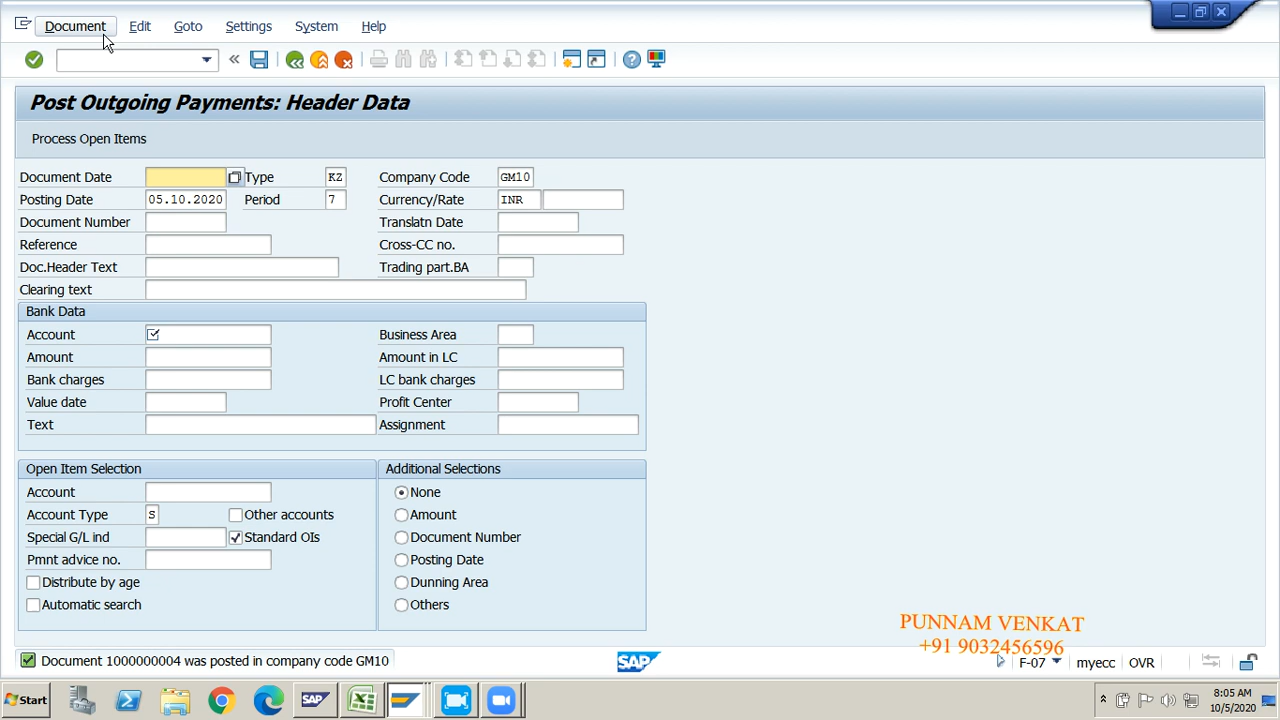 Document Edit Goto Settings System Help
Post Outgoing Payments: Header Data
Process Open Items
Document Date Type KZ Company Code GM10
Posting Date 05.10.2020 Period 7 Currency/Rate INR
Document Number Translatn Date
Reference Cross-CC no.
Doc.Header Text Trading part.BA
Clearing text
Bank Data
Account Business Area
Amount Amount in LC
Bank charges LC bank charges
Value date Profit Center
Text Assignment
Open Item Selection Additional Selections
Account None
Account Type S Other accounts Amount
Special G/L ind Standard OIs Document Number
Pmnt advice no. Posting Date
Distribute by age Dunning Area
Automatic search Others
PUNNAM VENKAT
+91 9032456596
Document 1000000004 was posted in company code GM10 SAP F-07 myecc OVR
Start SAP 8:05 AM
10/5/2020